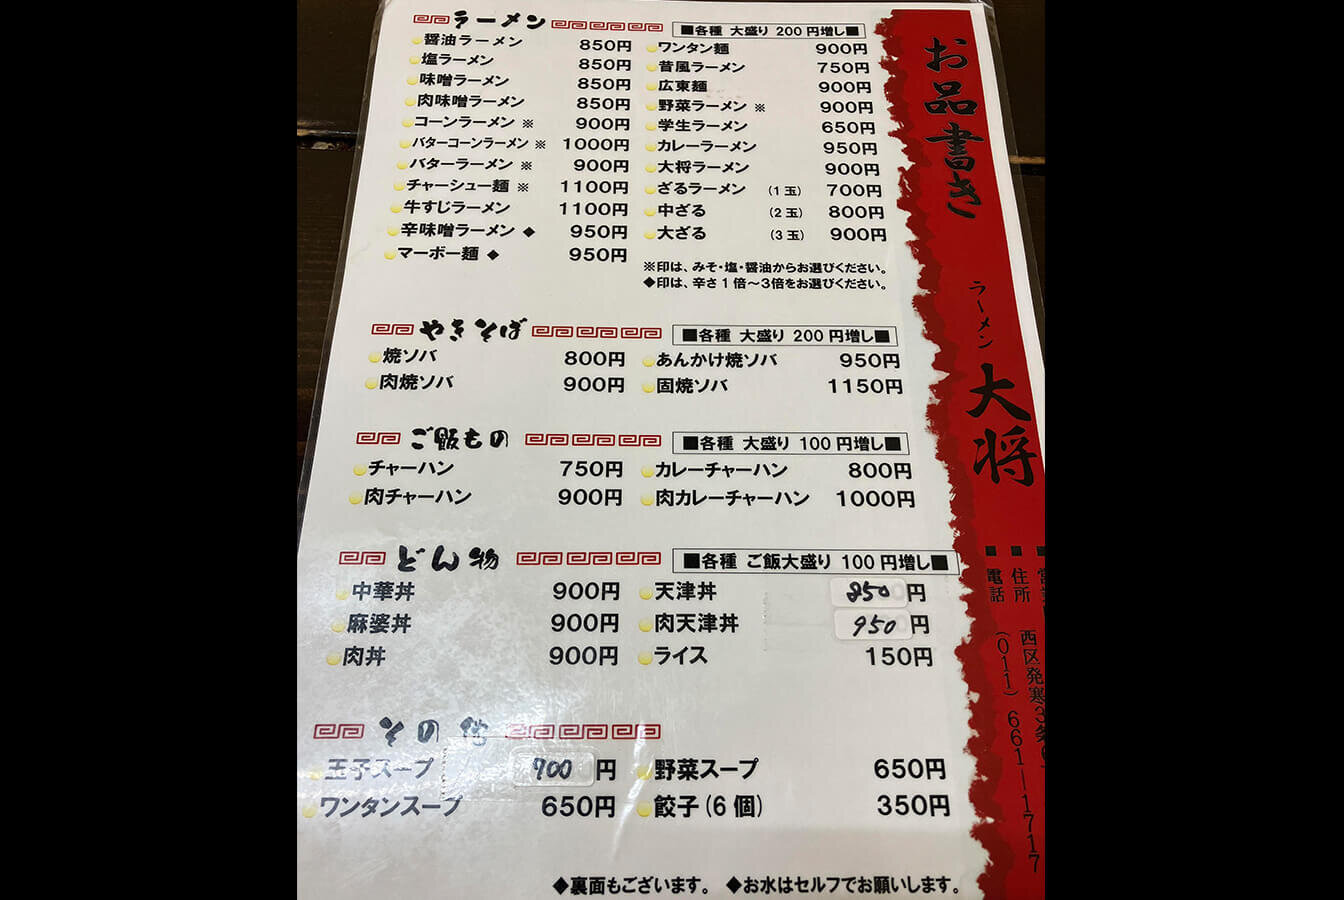 お品書き
ラーメン 大将
ラーメン
■各種 大盛り 200円増し■
醤油ラーメン 850円
塩ラーメン 850円
味噌ラーメン 850円
肉味噌ラーメン 850円
コーンラーメン ※ 900円
バターコーンラーメン ※ 1000円
バターラーメン ※ 900円
チャーシュー麺 ※ 1100円
牛すじラーメン 1100円
辛味噌ラーメン ◆ 950円
マーボー麺 ◆ 950円
ワンタン麺 900円
昔風ラーメン 750円
広東麺 900円
野菜ラーメン ※ 900円
学生ラーメン 650円
カレーラーメン 950円
大将ラーメン 900円
ざるラーメン (1玉) 700円
中ざる (2玉) 800円
大ざる (3玉) 900円
※印は、みそ・塩・醤油からお選びください。
◆印は、辛さ1倍〜3倍をお選びください。
やきそば
■各種 大盛り 200円増し■
焼ソバ 800円
肉焼ソバ 900円
あんかけ焼ソバ 950円
固焼ソバ 1150円
ご飯もの
■各種 大盛り 100円増し■
チャーハン 750円
肉チャーハン 900円
カレーチャーハン 800円
肉カレーチャーハン 1000円
どん物
■各種 ご飯大盛り 100円増し■
中華丼 900円
麻婆丼 900円
肉丼 900円
天津丼 850円
肉天津丼 950円
ライス 150円
その他
玉子スープ 900円
ワンタンスープ 650円
野菜スープ 650円
餃子(6個) 350円
◆裏面もございます。 ◆お水はセルフでお願いします。
■住所 西区発寒3条6
■電話 (011)661―1717